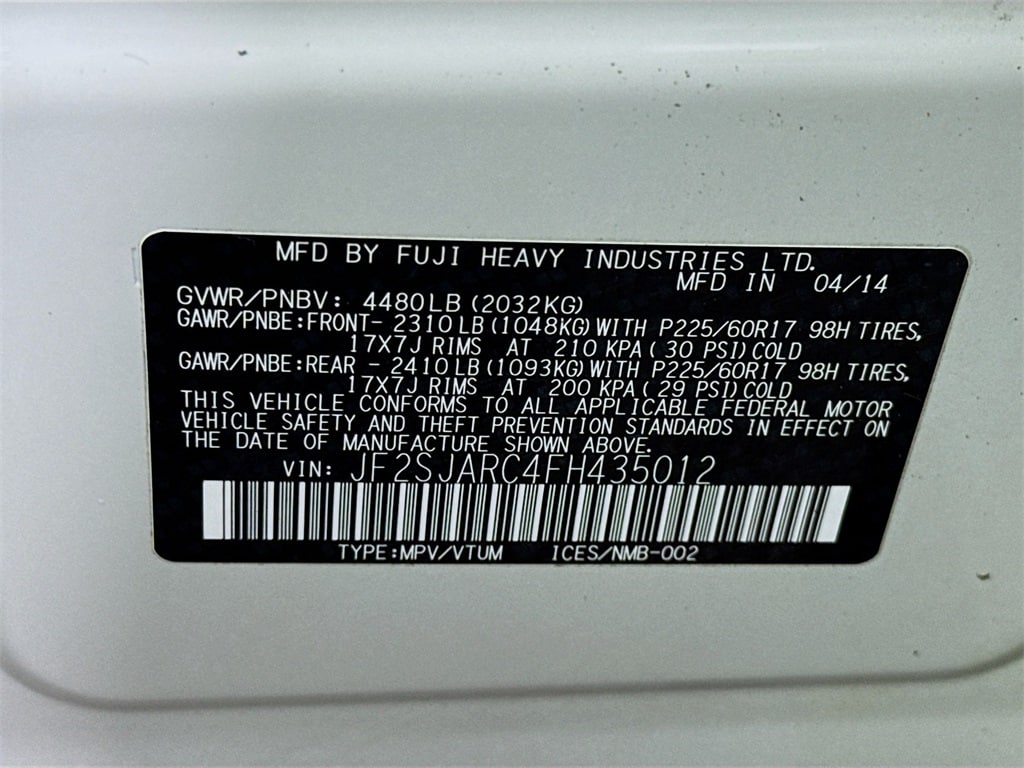 MFD BY FUJI HEAVY INDUSTRIES LTD.
MFD IN 04/14
GVWR/PNBV: 4480LB (2032KG)
GAWR/PNBE:FRONT- 2310LB (1048KG) WITH P225/60R17 98H TIRES,
17X7J RIMS AT 210 KPA ( 30 PSI) COLD
GAWR/PNBE:REAR - 2410LB (1093KG) WITH P225/60R17 98H TIRES,
17X7J RIMS AT 200 KPA ( 29 PSI) COLD
THIS VEHICLE CONFORMS TO ALL APPLICABLE FEDERAL MOTOR
VEHICLE SAFETY AND THEFT PREVENTION STANDARDS IN EFFECT ON
THE DATE OF MANUFACTURE SHOWN ABOVE.
VIN: JF2SJARC4FH435012
TYPE:MPV/VTUM ICES/NMB-002